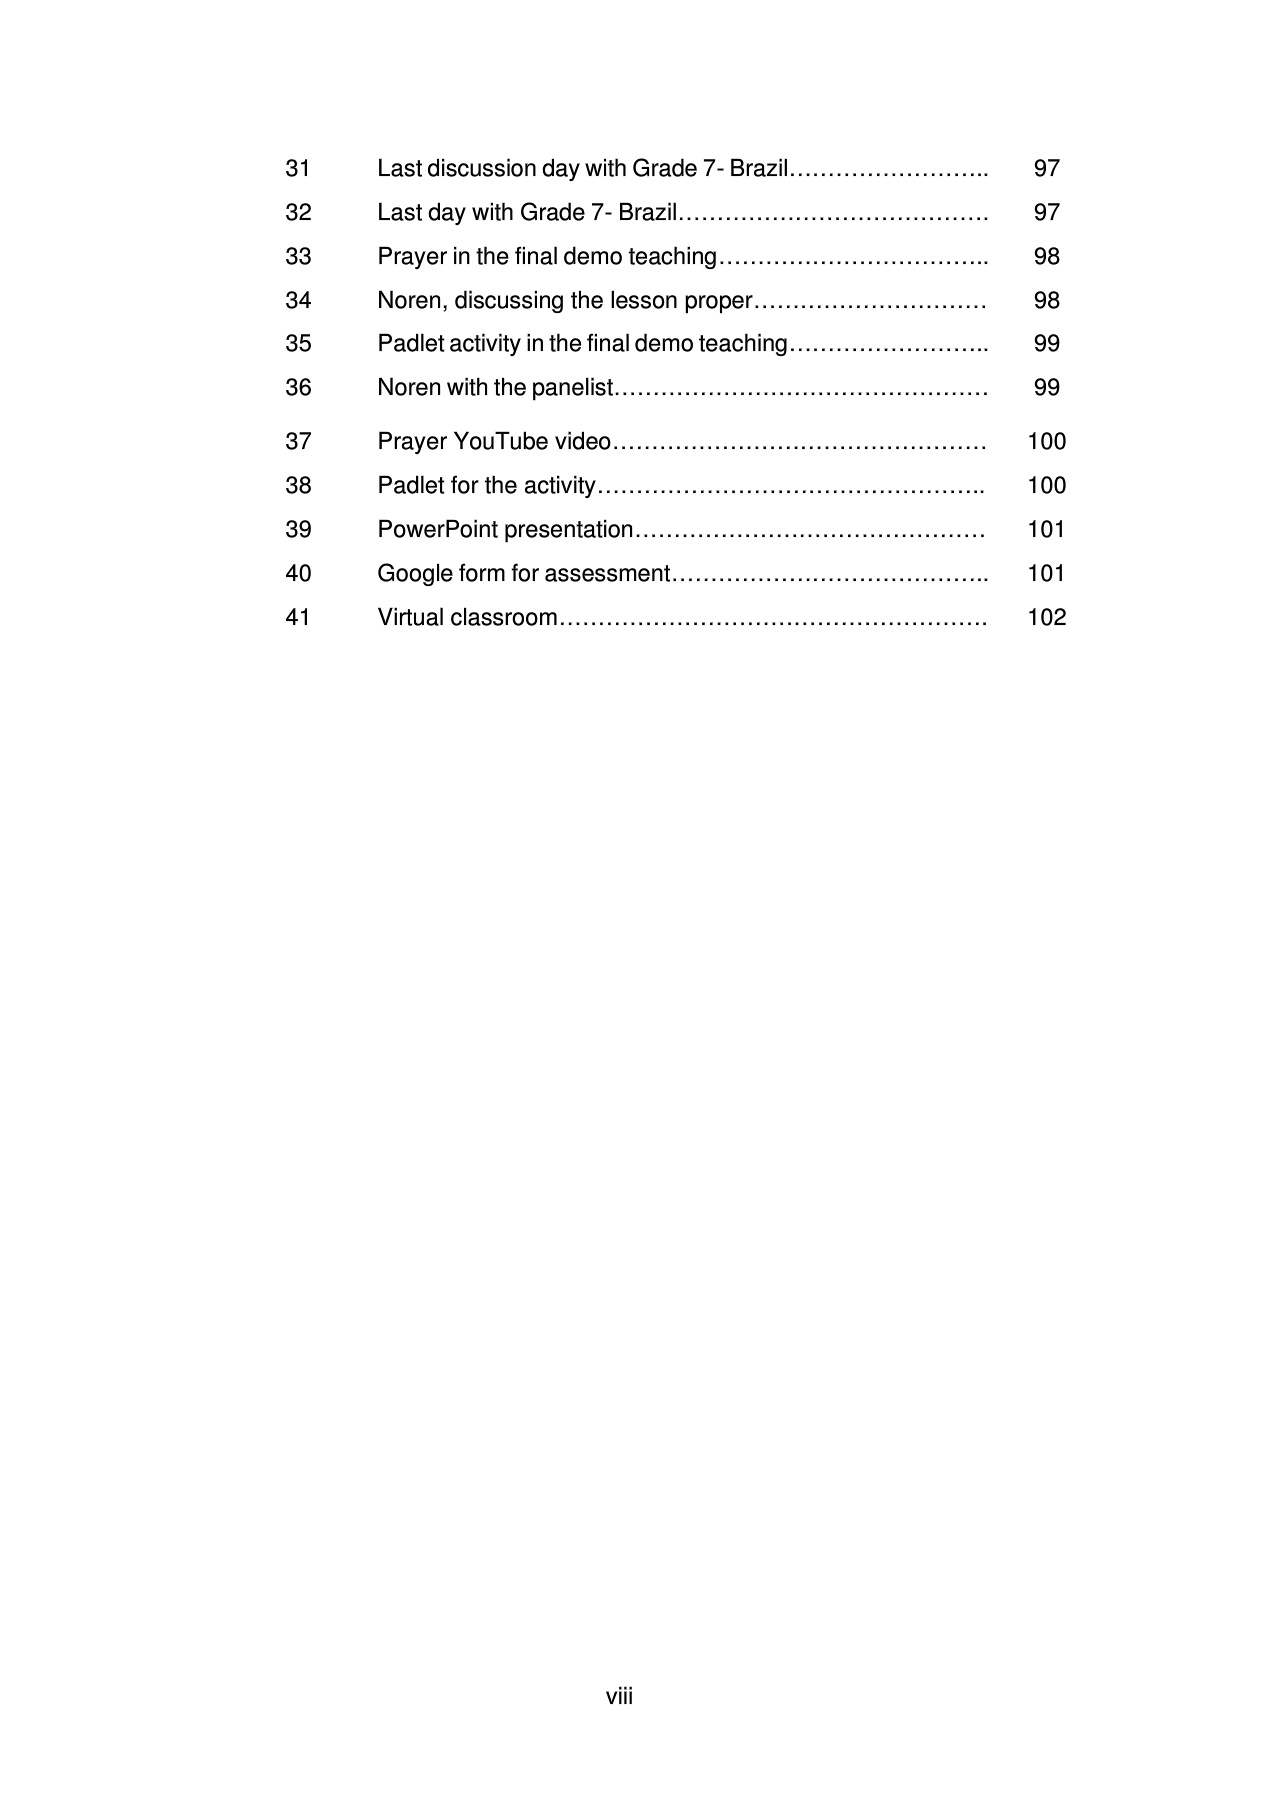 31 Last discussion day with Grade 7- Brazil…………………….. 97
32 Last day with Grade 7- Brazil…………………………………. 97
33 Prayer in the final demo teaching…………………………….. 98
34 Noren, discussing the lesson proper………………………… 98
35 Padlet activity in the final demo teaching…………………….. 99
36 Noren with the panelist………………………………………… 99
37 Prayer YouTube video………………………………………… 100
38 Padlet for the activity………………………………………….. 100
39 PowerPoint presentation……………………………………… 101
40 Google form for assessment………………………………….. 101
41 Virtual classroom………………………………………………. 102
viii